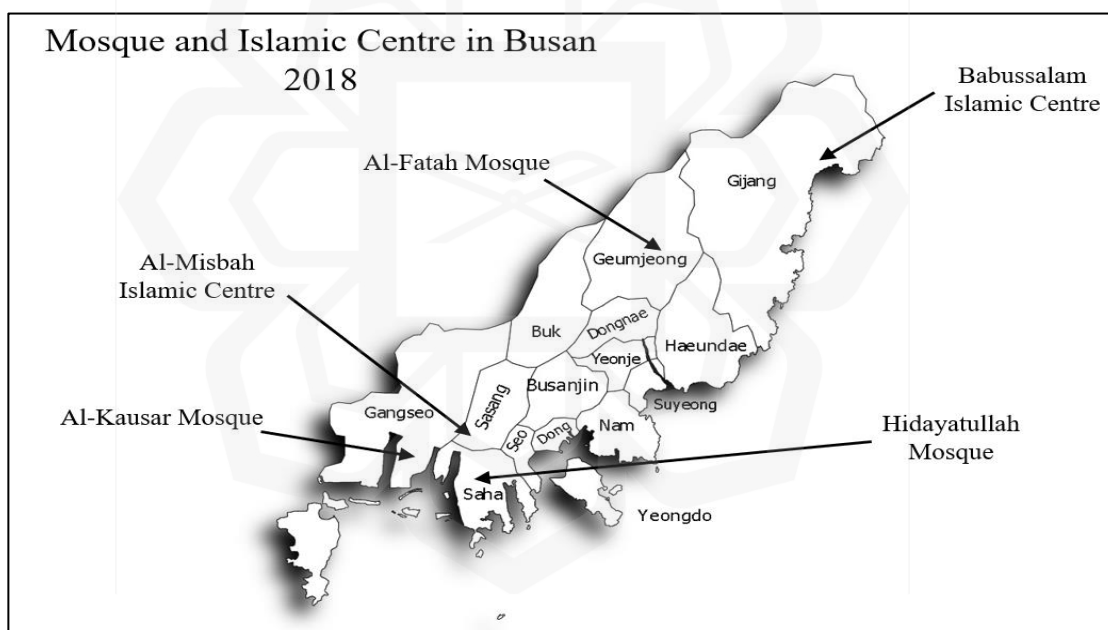 Mosque and Islamic Centre in Busan
2018
Babussalam
Islamic Centre
Al-Fatah Mosque
Gijang
Geumjeong
Al-Misbah
Islamic Centre
Buk
Dongnae
Haeundae
Yeonje
Busanjin
Sasang
Suyeong
Al-Kausar Mosque
Gangseo
Nam
Seo
Dong
Hidayatullah
Mosque
Saha
Yeongdo